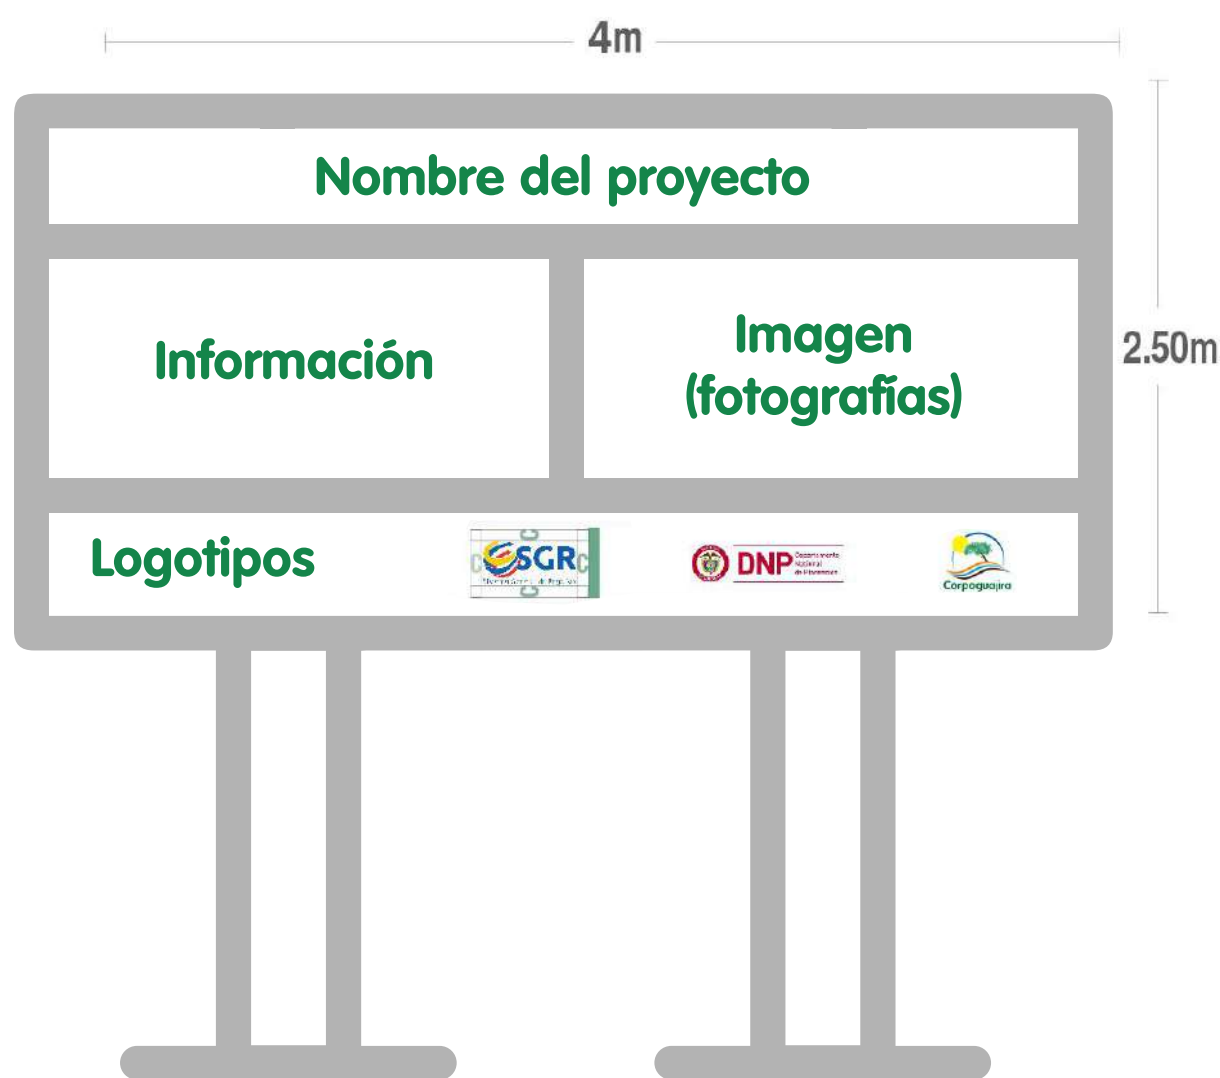 4m
Nombre del proyecto
Información
Imagen
(fotografías)
2.50m
Logotipos
SGR
DNP
Corpoguajira